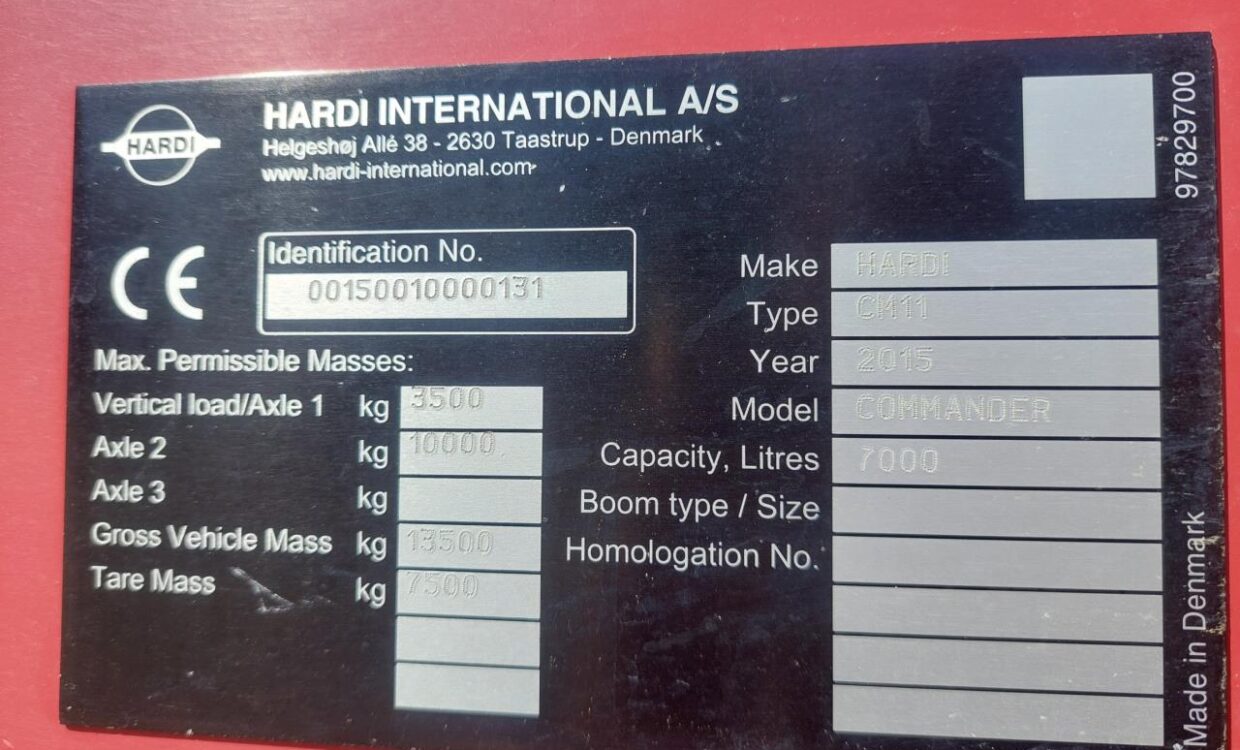 HARDI
HARDI INTERNATIONAL A/S
Helgeshøj Allé 38 - 2630 Taastrup - Denmark
www.hardi-international.com
97829700
CE
Identification No.
00150010000131
Max. Permissible Masses:
Vertical load/Axle 1 kg 3500
Axle 2 kg 10000
Axle 3 kg
Gross Vehicle Mass kg 13500
Tare Mass kg 7500
Make HARDI
Type CM11
Year 2015
Model COMMANDER
Capacity, Litres 7000
Boom type / Size
Homologation No.
Made in Denmark